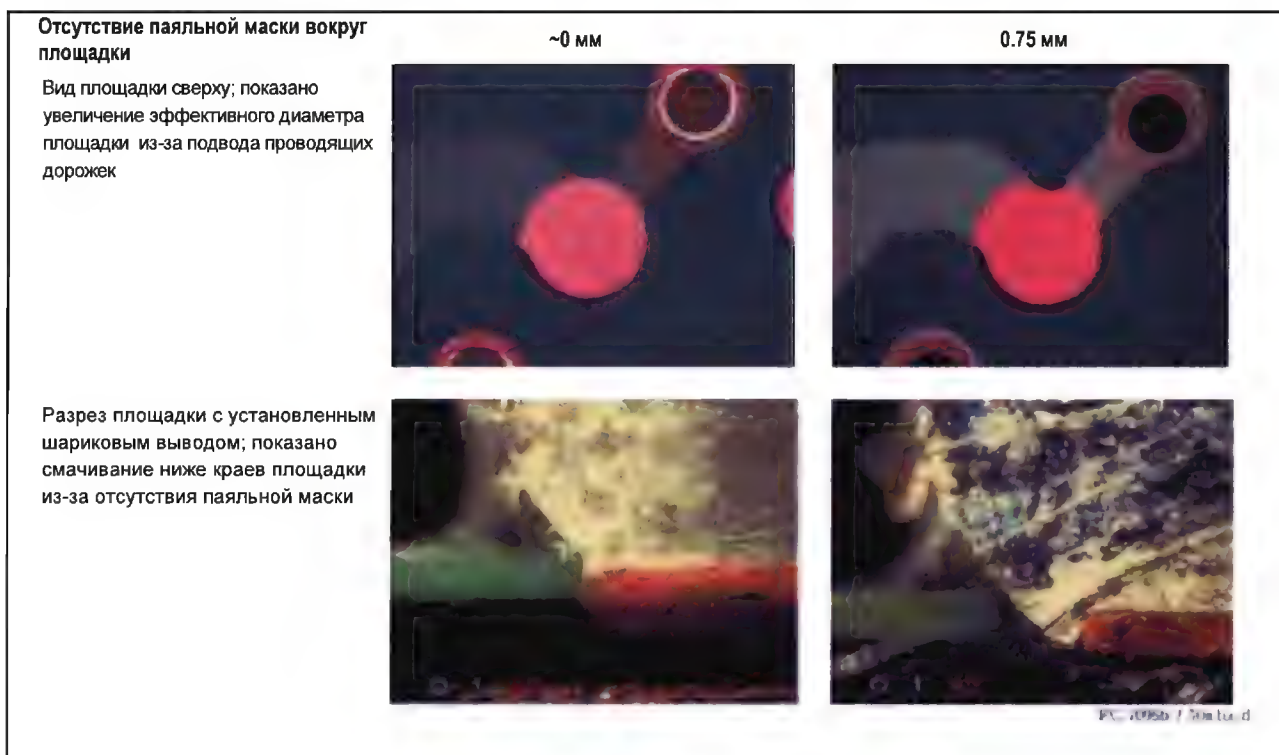 Отсутствие паяльной маски вокруг
площадки
~0 мм
0.75 мм
Вид площадки сверху; показано
увеличение эффективного диаметра
площадки из-за подвода проводящих
дорожек
Разрез площадки с установленным
шариковым выводом; показано
смачивание ниже краев площадки
из-за отсутствия паяльной маски